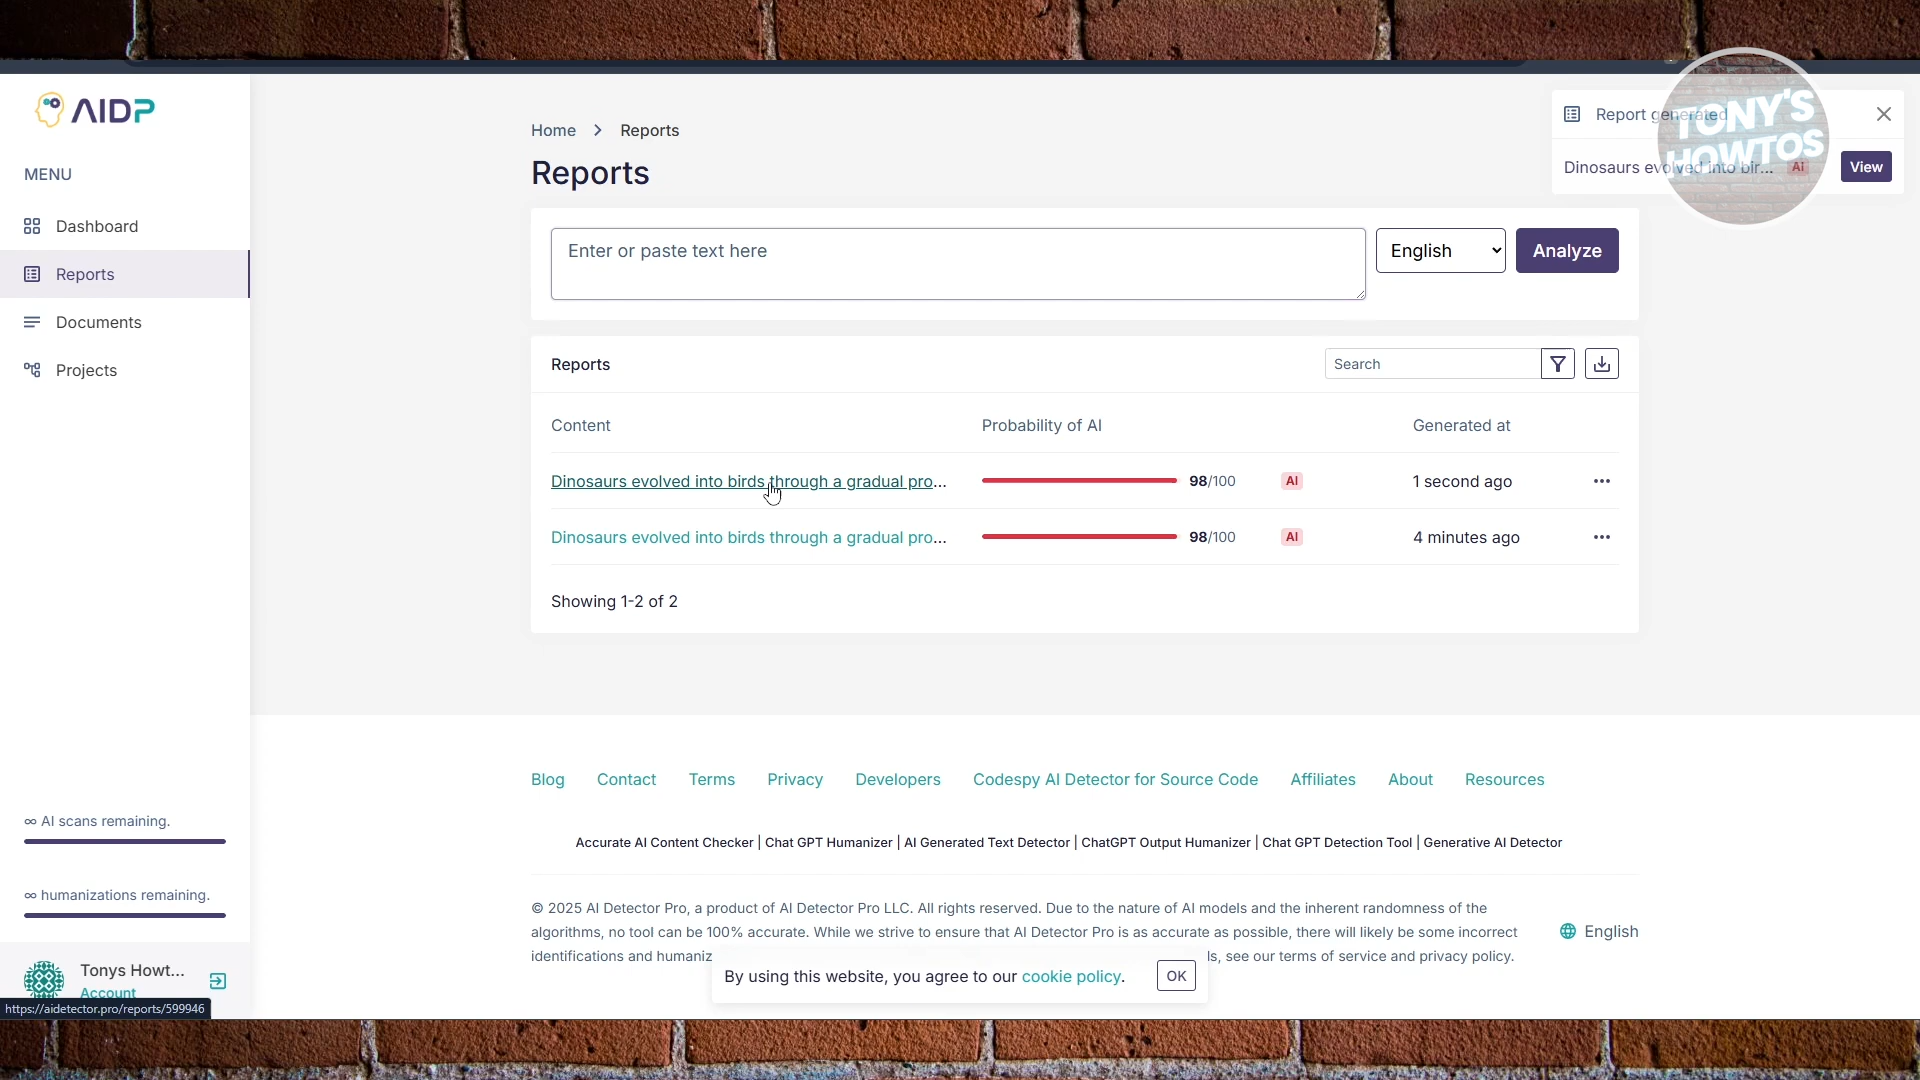 AIDP
MENU
Dashboard
Reports
Documents
Projects
∞ AI scans remaining.
∞ humanizations remaining.
Tonys Howt...
Account
https://aidetector.pro/reports/599946
Home > Reports
Reports
Enter or paste text here
English
Analyze
Report generated
Dinosaurs evolved into bir...
AI
View
TONY'S
HOWTOS
Reports
Search
Content
Probability of AI
Generated at
Dinosaurs evolved into birds through a gradual pro...
98/100
AI
1 second ago
Dinosaurs evolved into birds through a gradual pro...
98/100
AI
4 minutes ago
Showing 1-2 of 2
Blog
Contact
Terms
Privacy
Developers
Codespy AI Detector for Source Code
Affiliates
About
Resources
Accurate AI Content Checker | Chat GPT Humanizer | AI Generated Text Detector | ChatGPT Output Humanizer | Chat GPT Detection Tool | Generative AI Detector
© 2025 AI Detector Pro, a product of AI Detector Pro LLC. All rights reserved. Due to the nature of AI models and the inherent randomness of the
algorithms, no tool can be 100% accurate. While we strive to ensure that AI Detector Pro is as accurate as possible, there will likely be some incorrect
identifications and humaniz
ls, see our terms of service and privacy policy.
English
By using this website, you agree to our cookie policy.
OK